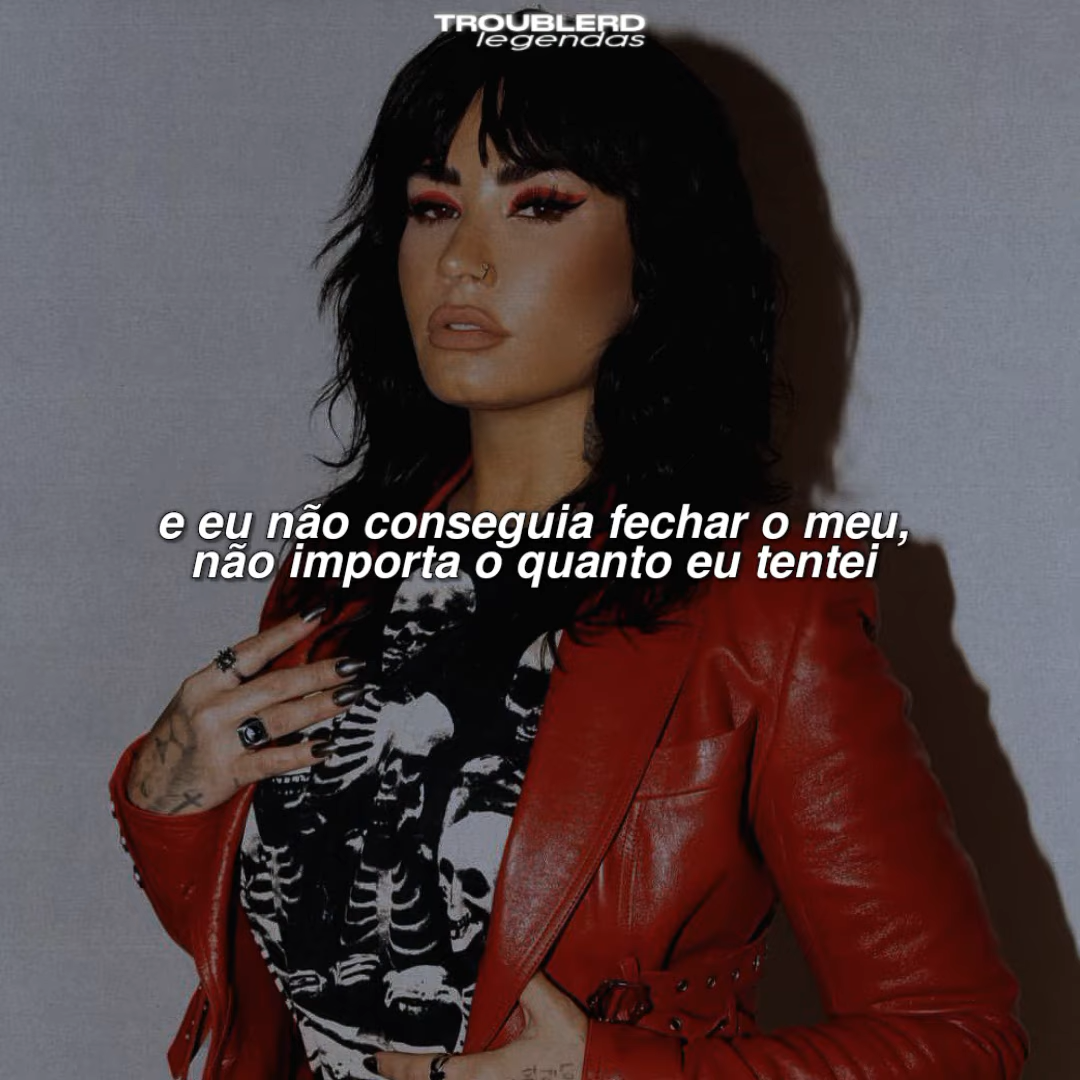 TROUBLERD
legendas
e eu não conseguia fechar o meu,
não importa o quanto eu tentei